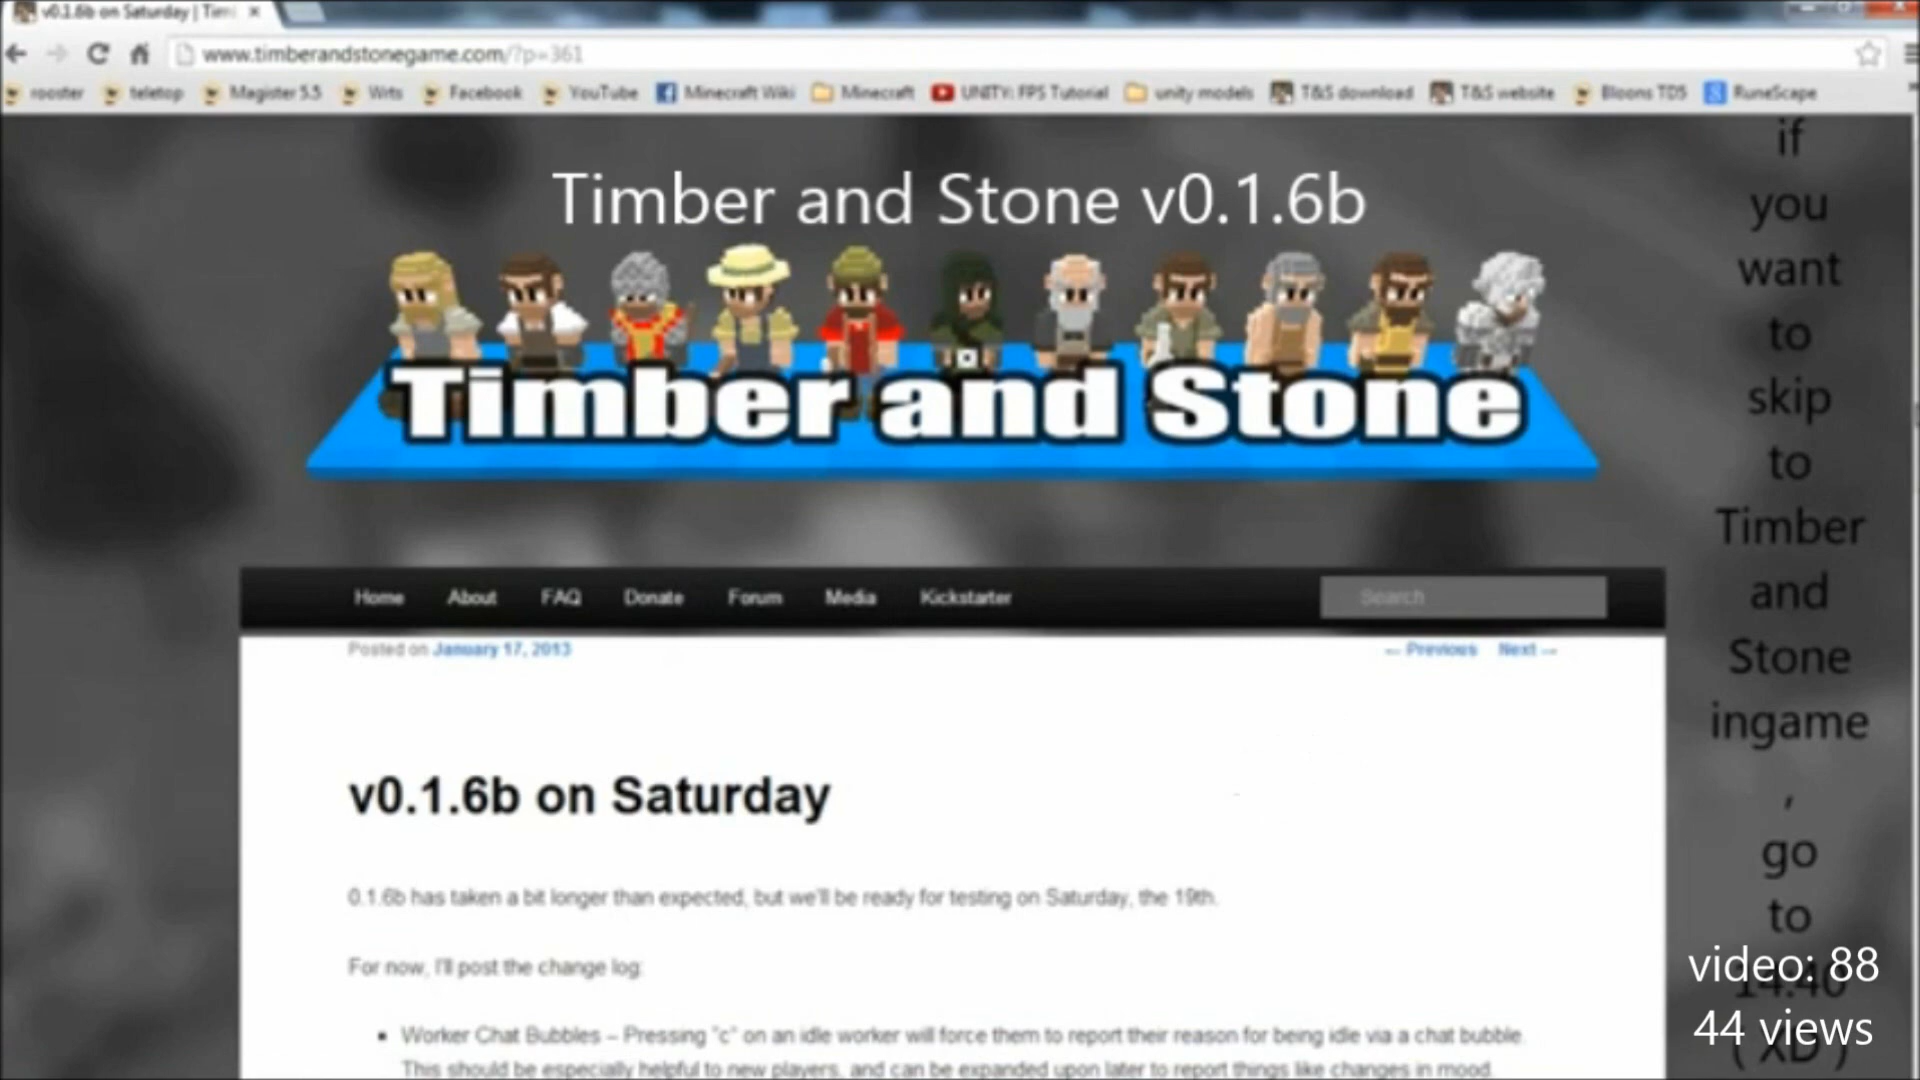 v0.1.6b on Saturday | Tim
www.timberandstonegame.com/?p=361
rooster teletop Magister 5.5 Wrts Facebook YouTube Minecraft Wiki Minecraft UNITY: FPS Tutorial unity models T&S download T&S website Bloons TD5 RuneScape
Timber and Stone v0.1.6b
Timber and Stone
Home About FAQ Donate Forum Media Kickstarter Search
Posted on January 17, 2013 ← Previous Next →
v0.1.6b on Saturday
0.1.6b has taken a bit longer than expected, but we'll be ready for testing on Saturday, the 19th.
For now, I'll post the change log:
• Worker Chat Bubbles – Pressing "c" on an idle worker will force them to report their reason for being idle via a chat bubble.
This should be especially helpful to new players, and can be expanded upon later to report things like changes in mood.
if
you
want
to
skip
to
Timber
and
Stone
ingame
,
go
to
14:40
( XD )
video: 88
44 views